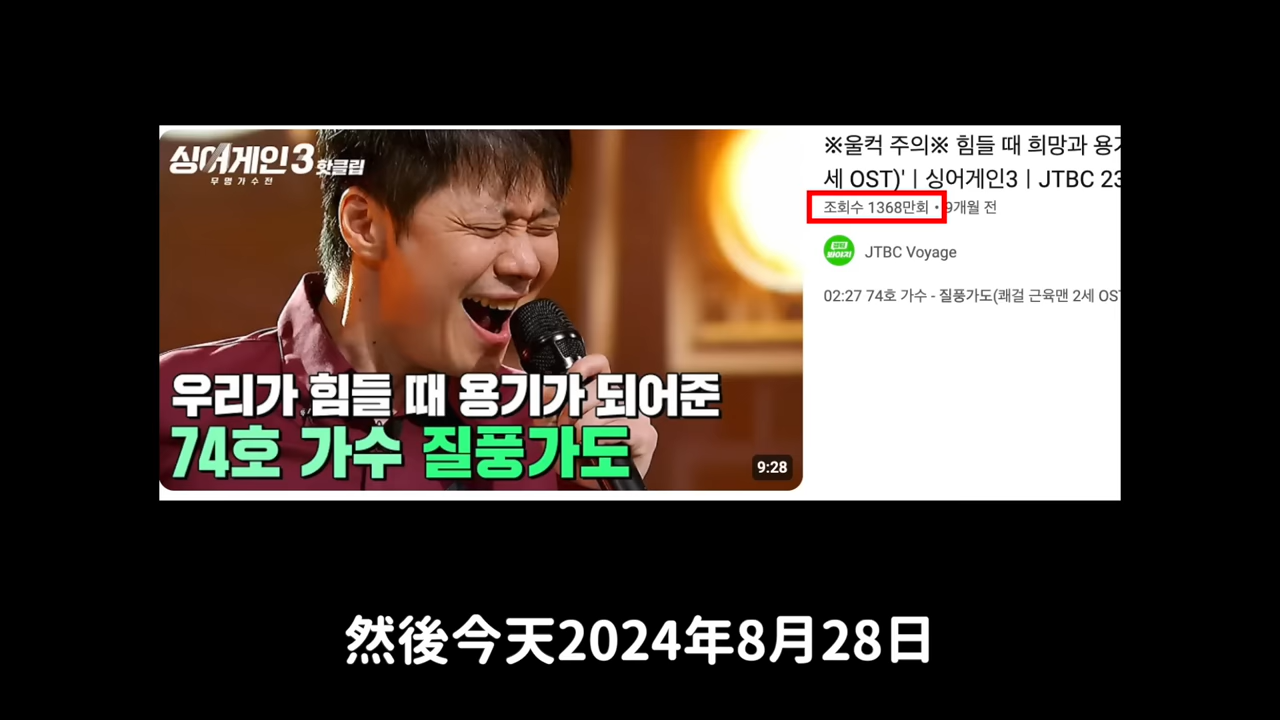 싱어게인3 핫클립
무명가수전
우리가 힘들 때 용기가 되어준
74호 가수 질풍가도
9:28
※울컥 주의※ 힘들 때 희망과 용기
세 OST)' | 싱어게인3 | JTBC 23
조회수 1368만회 • 9개월 전
JTBC Voyage
02:27 74호 가수 - 질풍가도(쾌걸 근육맨 2세 OST
然後今天2024年8月28日